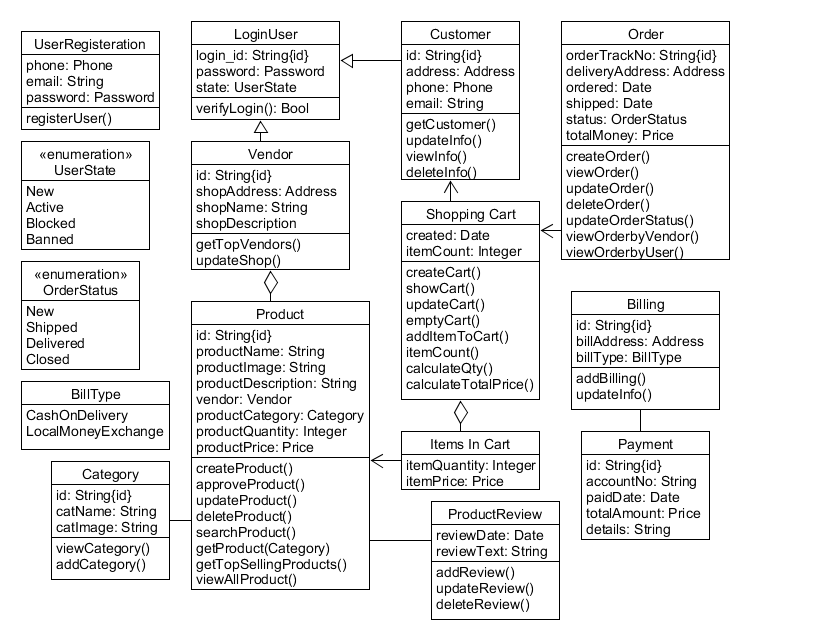 UserRegisteration
phone: Phone
email: String
password: Password
registerUser()
«enumeration»
UserState
New
Active
Blocked
Banned
«enumeration»
OrderStatus
New
Shipped
Delivered
Closed
BillType
CashOnDelivery
LocalMoneyExchange
Category
id: String{id}
catName: String
catImage: String
viewCategory()
addCategory()
LoginUser
login_id: String{id}
password: Password
state: UserState
verifyLogin(): Bool
Vendor
id: String{id}
shopAddress: Address
shopName: String
shopDescription
getTopVendors()
updateShop()
Product
id: String{id}
productName: String
productImage: String
productDescription: String
vendor: Vendor
productCategory: Category
productQuantity: Integer
productPrice: Price
createProduct()
approveProduct()
updateProduct()
deleteProduct()
searchProduct()
getProduct(Category)
getTopSellingProducts()
viewAllProduct()
Customer
id: String{id}
address: Address
phone: Phone
email: String
getCustomer()
updateInfo()
viewInfo()
deleteInfo()
Shopping Cart
created: Date
itemCount: Integer
createCart()
showCart()
updateCart()
emptyCart()
addItemToCart()
itemCount()
calculateQty()
calculateTotalPrice()
Items In Cart
itemQuantity: Integer
itemPrice: Price
ProductReview
reviewDate: Date
reviewText: String
addReview()
updateReview()
deleteReview()
Order
orderTrackNo: String{id}
deliveryAddress: Address
ordered: Date
shipped: Date
status: OrderStatus
totalMoney: Price
createOrder()
viewOrder()
updateOrder()
deleteOrder()
updateOrderStatus()
viewOrderbyVendor()
viewOrderbyUser()
Billing
id: String{id}
billAddress: Address
billType: BillType
addBilling()
updateInfo()
Payment
id: String{id}
accountNo: String
paidDate: Date
totalAmount: Price
details: String